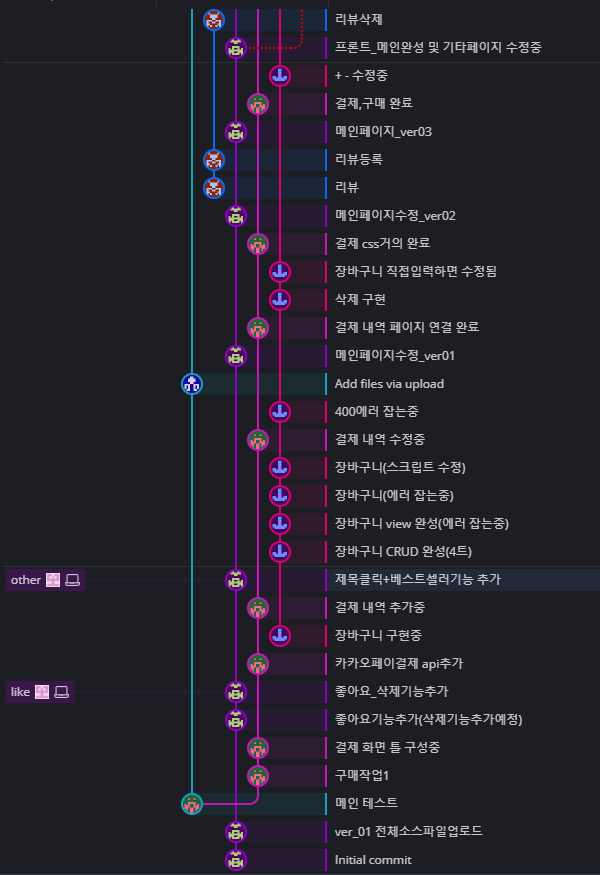 리뷰삭제
프론트_메인완성 및 기타페이지 수정중
+ - 수정중
결제,구매 완료
메인페이지_ver03
리뷰등록
리뷰
메인페이지수정_ver02
결제 css거의 완료
장바구니 직접입력하면 수정됨
삭제 구현
결제 내역 페이지 연결 완료
메인페이지수정_ver01
Add files via upload
400에러 잡는중
결제 내역 수정중
장바구니(스크립트 수정)
장바구니(에러 잡는중)
장바구니 view 완성(에러 잡는중)
장바구니 CRUD 완성(4트)
other 제목클릭+베스트셀러기능 추가
결제 내역 추가중
장바구니 구현중
카카오페이결제 api추가
like 좋아요_삭제기능추가
좋아요기능추가(삭제기능추가예정)
결제 화면 틀 구성중
구매작업1
메인 테스트
ver_01 전체소스파일업로드
Initial commit